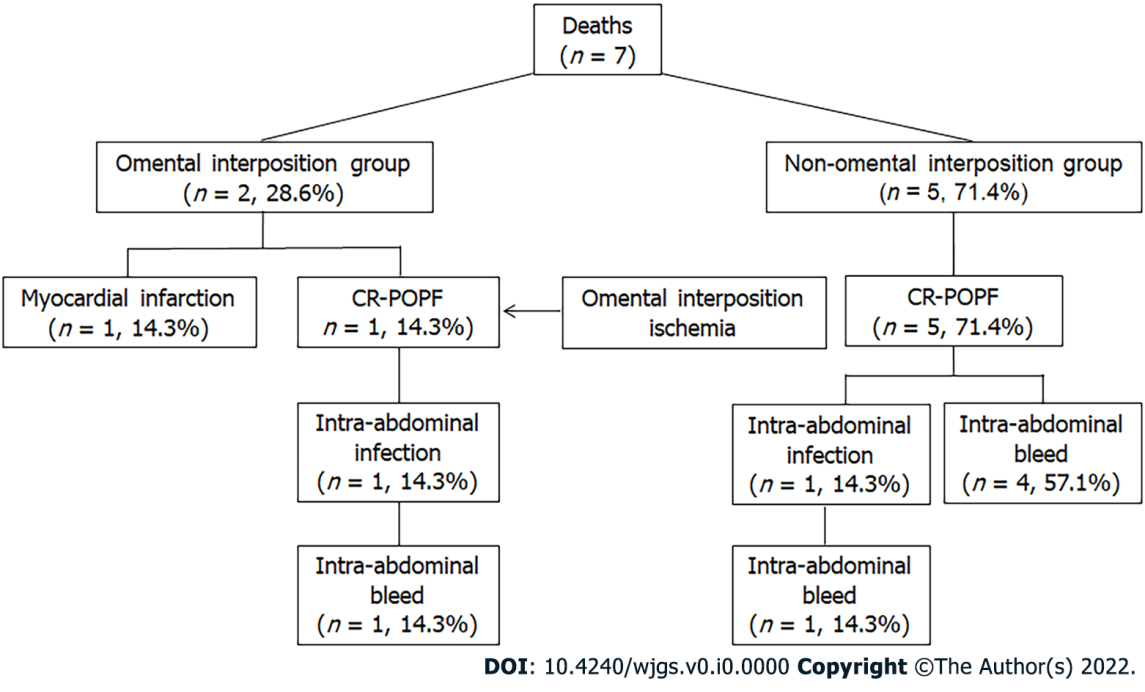 Deaths
(n = 7)
Omental interposition group
(n = 2, 28.6%)
Non-omental interposition group
(n = 5, 71.4%)
Myocardial infarction
(n = 1, 14.3%)
CR-POPF
n = 1, 14.3%)
Omental interposition
ischemia
CR-POPF
(n = 5, 71.4%)
Intra-abdominal
infection
(n = 1, 14.3%)
Intra-abdominal
infection
(n = 1, 14.3%)
Intra-abdominal
bleed
(n = 4, 57.1%)
Intra-abdominal
bleed
(n = 1, 14.3%)
Intra-abdominal
bleed
(n = 1, 14.3%)
DOI: 10.4240/wjgs.v0.i0.0000 Copyright ©The Author(s) 2022.